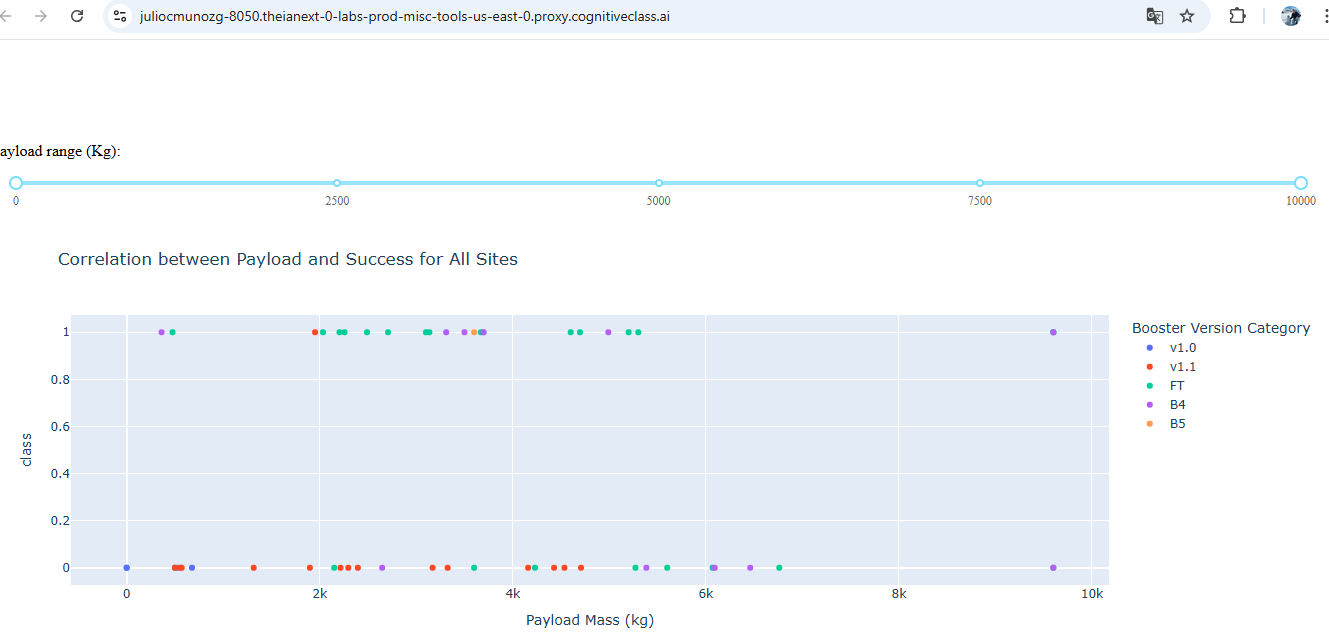 juliocmunozg-8050.theianext-0-labs-prod-misc-tools-us-east-0.proxy.cognitiveclass.ai
ayload range (Kg):
0 2500 5000 7500 10000
Correlation between Payload and Success for All Sites
Booster Version Category
v1.0
v1.1
FT
B4
B5
1
0.8
0.6
0.4
0.2
0
class
0 2k 4k 6k 8k 10k
Payload Mass (kg)